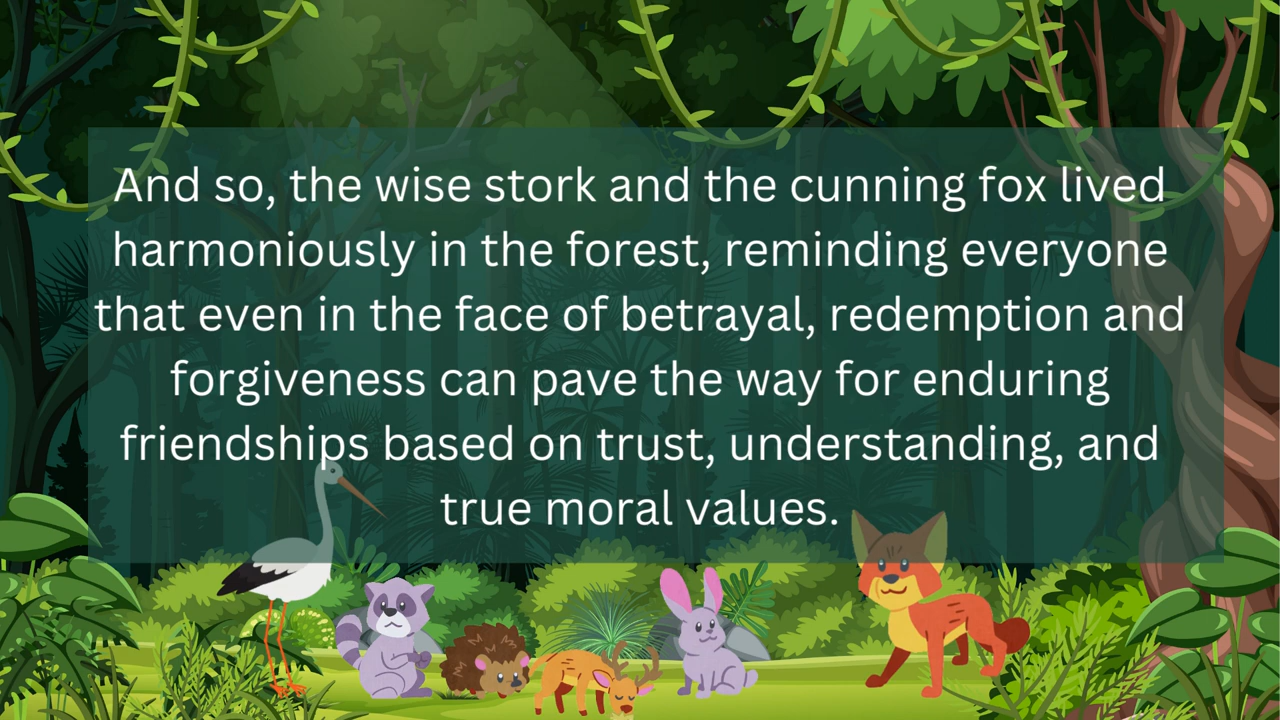 And so, the wise stork and the cunning fox lived
harmoniously in the forest, reminding everyone
that even in the face of betrayal, redemption and
forgiveness can pave the way for enduring
friendships based on trust, understanding, and
true moral values.